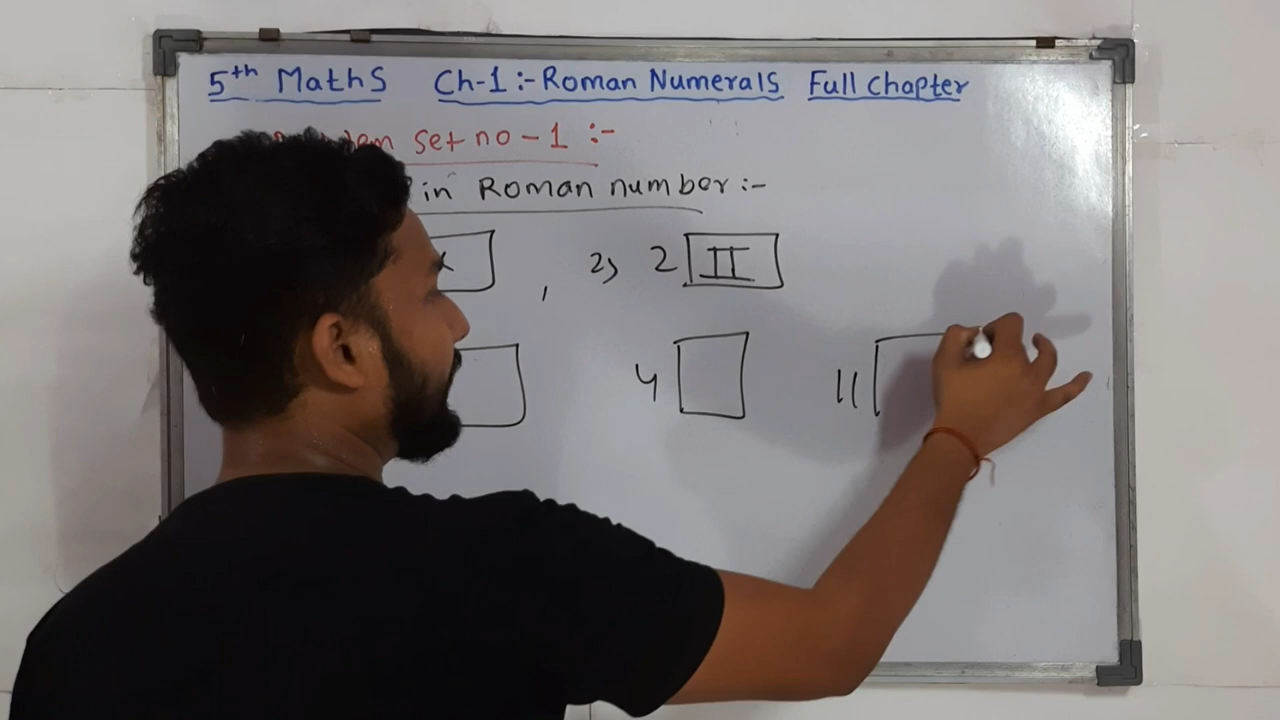 5th Maths Ch-1:- Roman Numerals Full Chapter
set no - 1 :-
in Roman number :-
, 2) 2 II
4 11